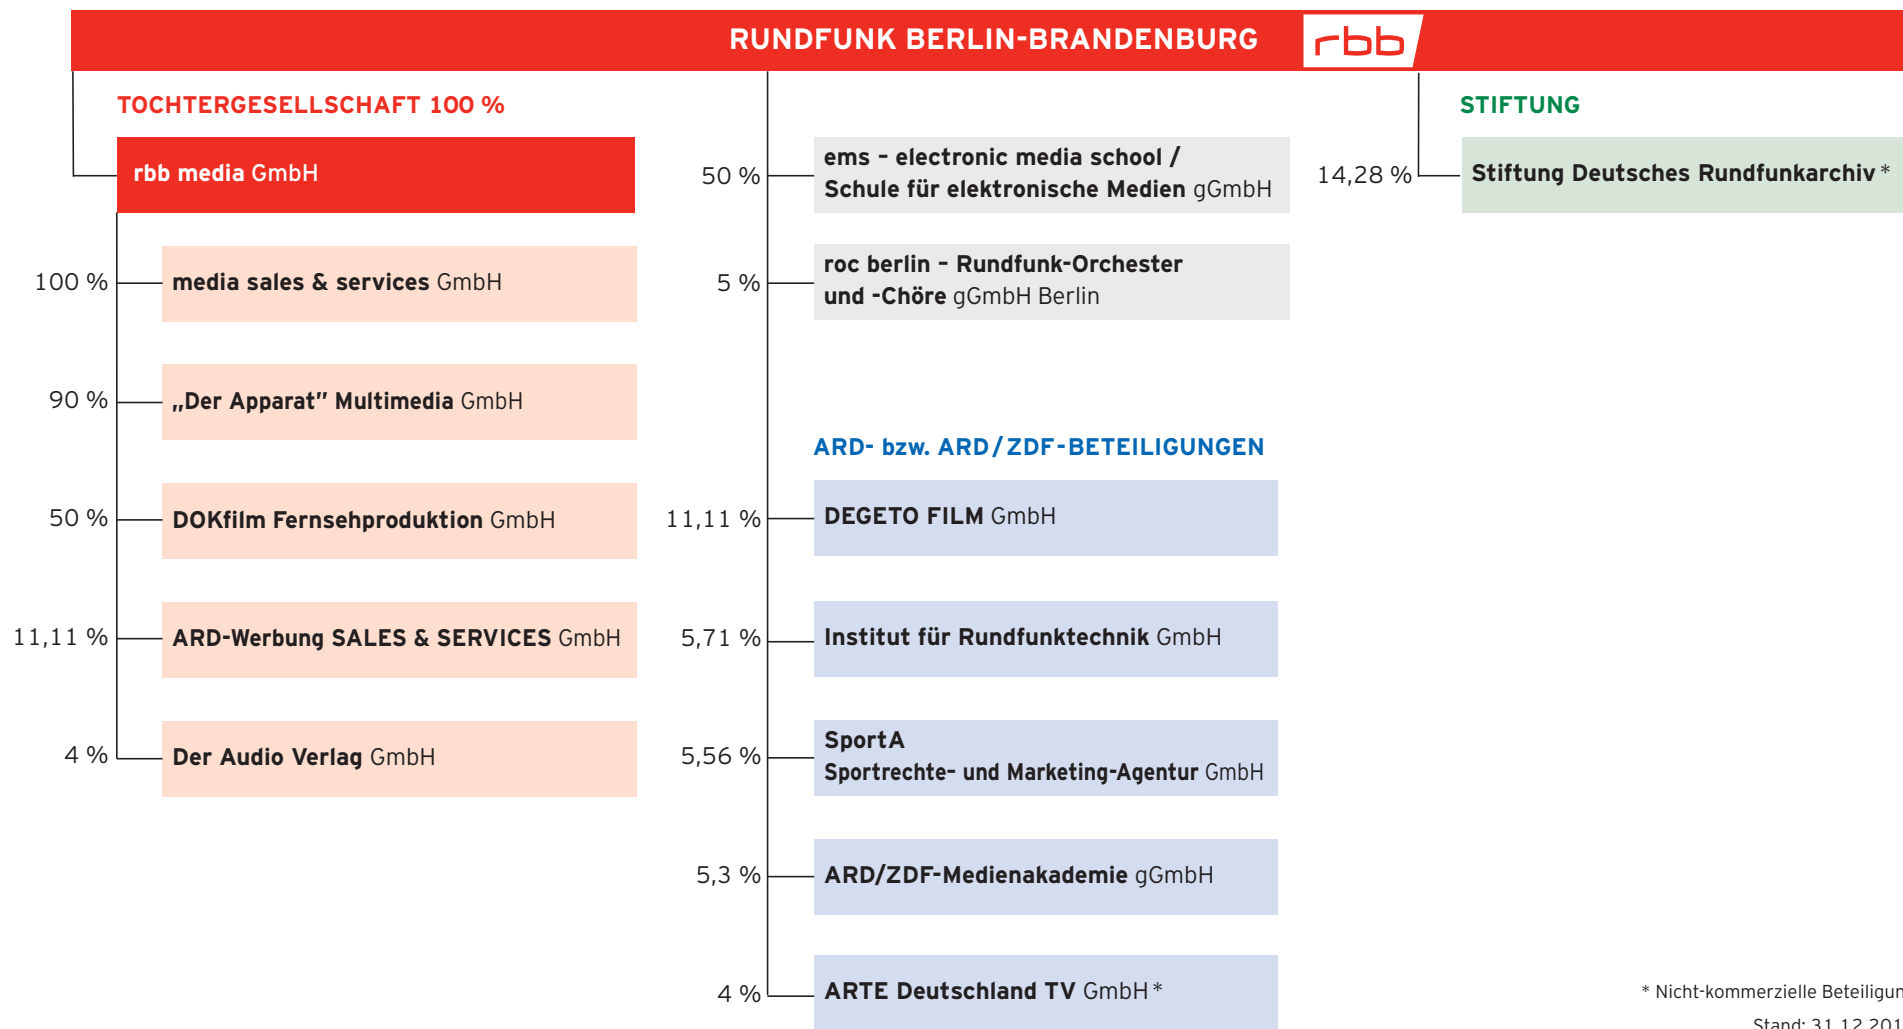 RUNDFUNK BERLIN-BRANDENBURG rbb
TOCHTERGESELLSCHAFT 100 %
rbb media GmbH
100 % media sales & services GmbH
90 % „Der Apparat" Multimedia GmbH
50 % DOKfilm Fernsehproduktion GmbH
11,11 % ARD-Werbung SALES & SERVICES GmbH
4 % Der Audio Verlag GmbH
50 % ems – electronic media school /
Schule für elektronische Medien gGmbH
5 % roc berlin – Rundfunk-Orchester
und -Chöre gGmbH Berlin
ARD- bzw. ARD/ZDF-BETEILIGUNGEN
11,11 % DEGETO FILM GmbH
5,71 % Institut für Rundfunktechnik GmbH
SportA
5,56 % Sportrechte- und Marketing-Agentur GmbH
5,3 % ARD/ZDF-Medienakademie gGmbH
4 % ARTE Deutschland TV GmbH *
STIFTUNG
14,28 % Stiftung Deutsches Rundfunkarchiv *
* Nicht-kommerzielle
Stand: 31.12.